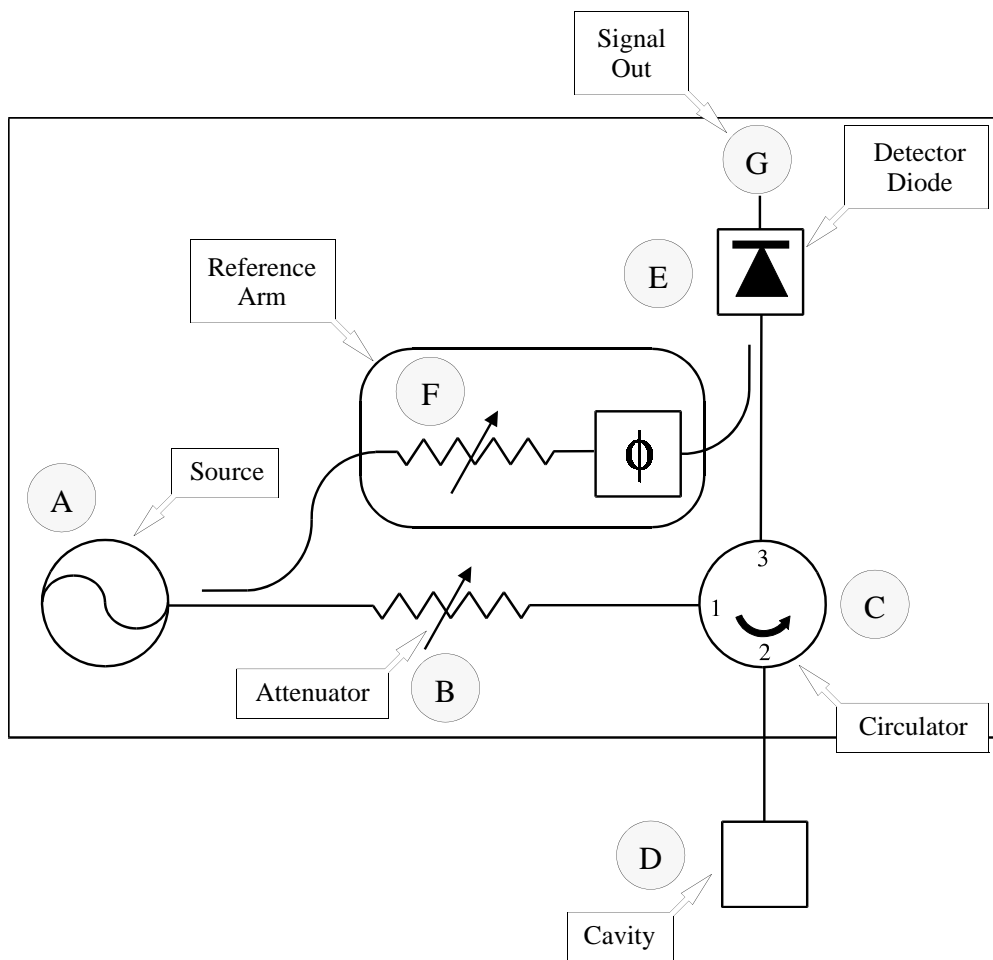 Signal
Out
G
Detector
Diode
Reference
Arm
E
F
ϕ
Source
A
3
1
2
C
Attenuator
B
Circulator
D
Cavity